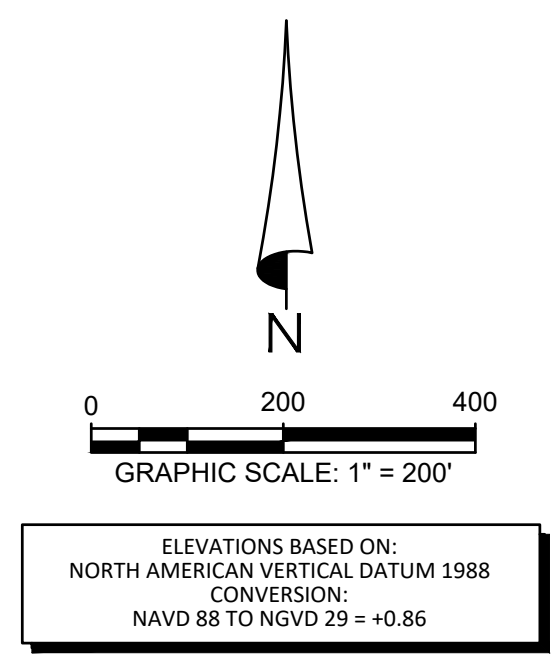 N
0 200 400
GRAPHIC SCALE: 1" = 200'
ELEVATIONS BASED ON:
NORTH AMERICAN VERTICAL DATUM 1988
CONVERSION:
NAVD 88 TO NGVD 29 = +0.86